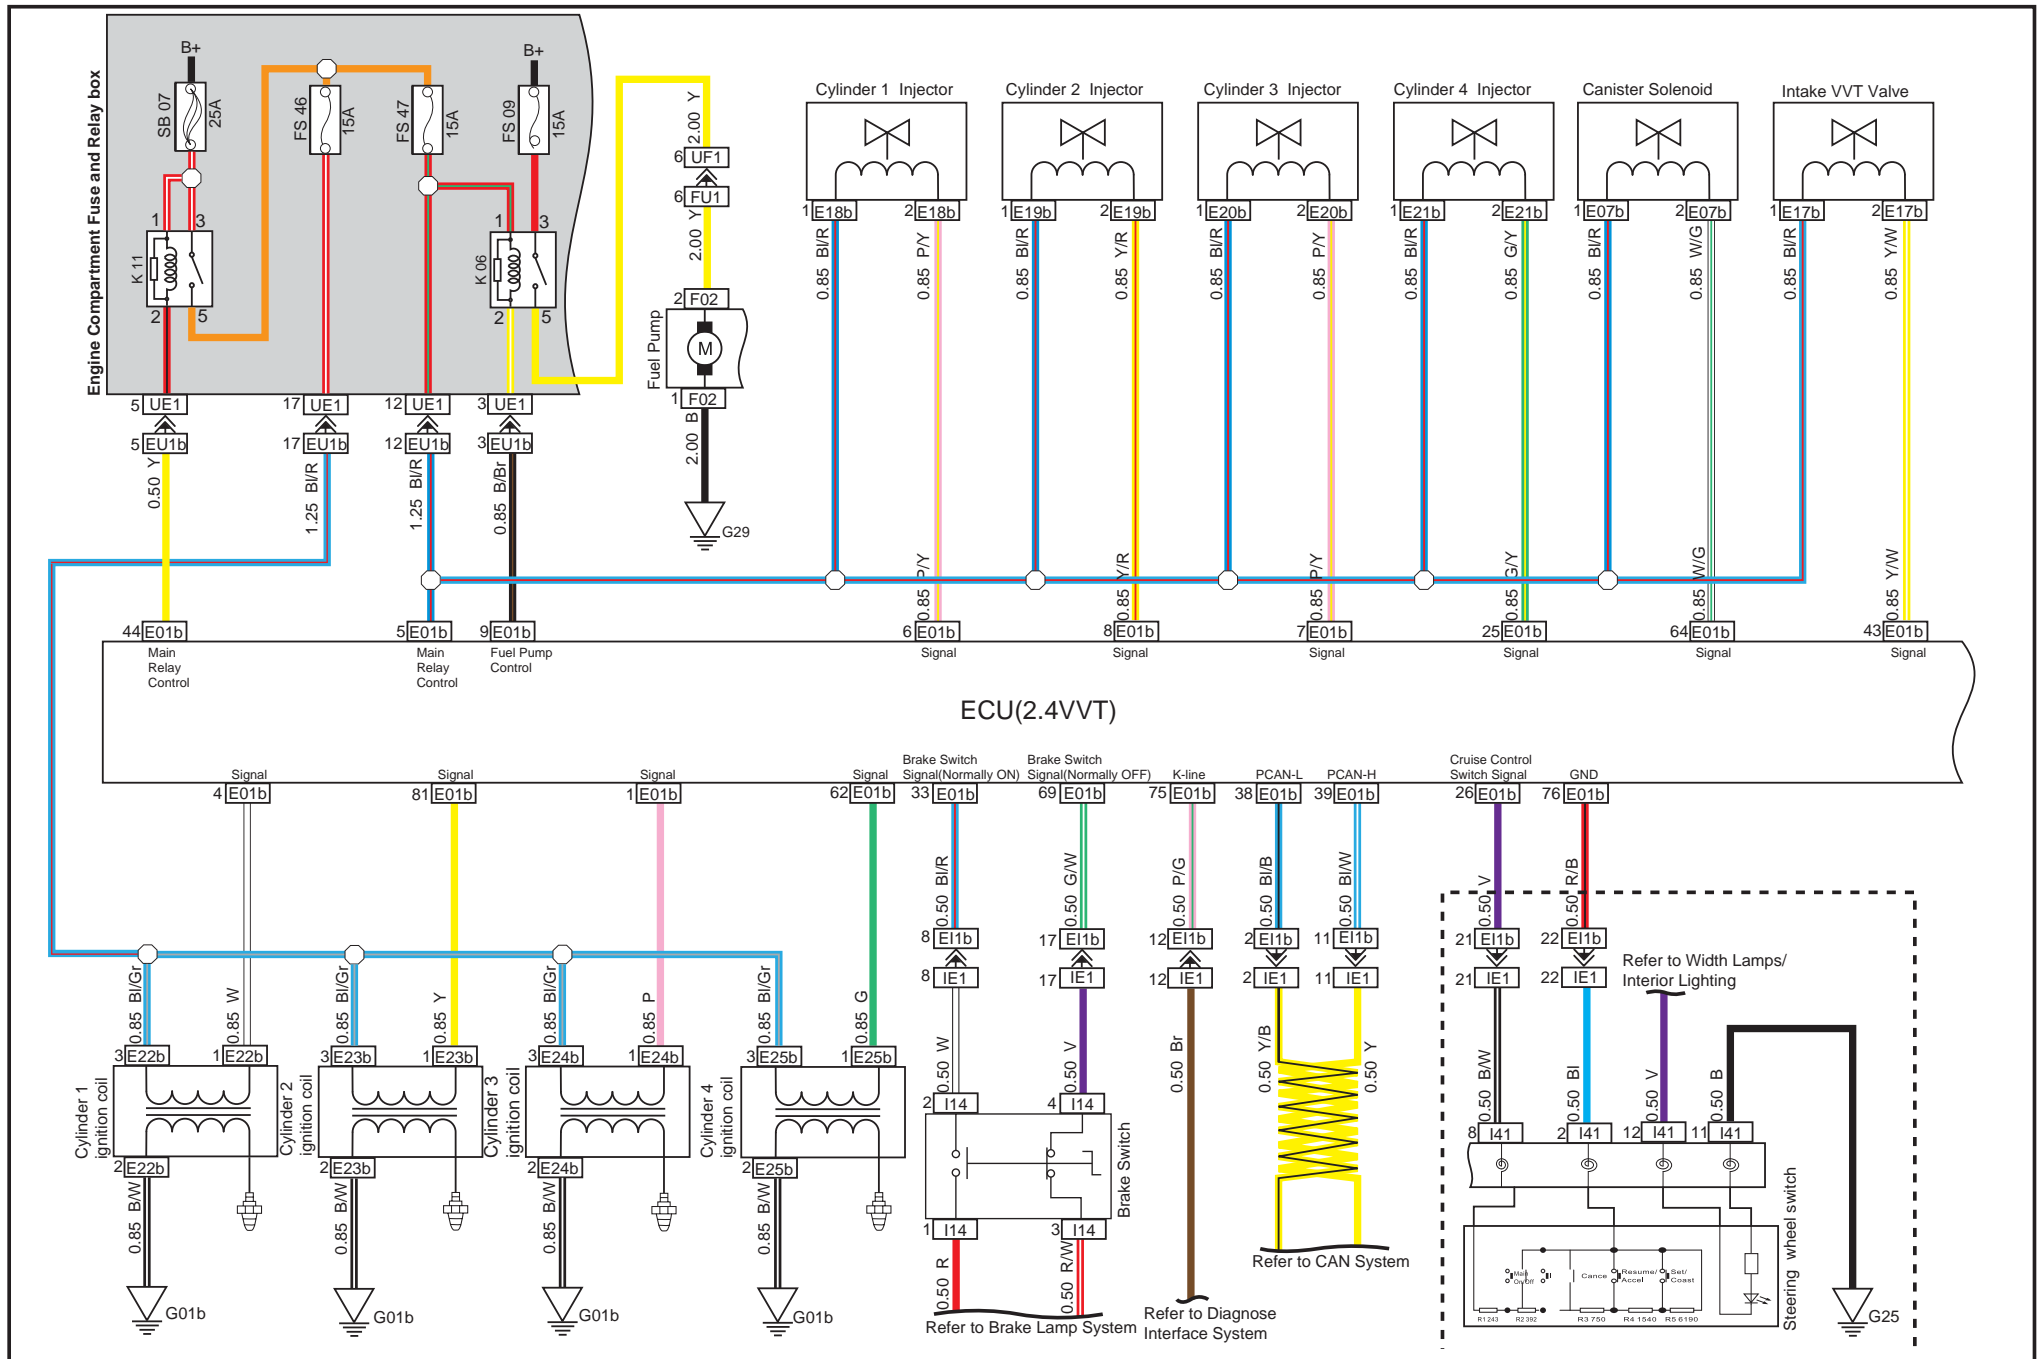 Engine Compartment Fuse and Relay box
B+
SB 07
25A
FS 46
15A
FS 47
15A
B+
FS 09
15A
1
3
K 11
2
5
1
3
K 06
2
5
5 UE1
17 UE1
12 UE1
3 UE1
5 EU1b
17 EU1b
12 EU1b
3 EU1b
0.50 Y
1.25 Bl/R
1.25 Bl/R
0.85 B/Br
2.00 Y
6 UF1
6 FU1
2.00 Y
2 F02
Fuel Pump
M
1 F02
2.00 B
G29
Cylinder 1 Injector
Cylinder 2 Injector
Cylinder 3 Injector
Cylinder 4 Injector
Canister Solenoid
Intake VVT Valve
1 E18b
2 E18b
1 E19b
2 E19b
1 E20b
2 E20b
1 E21b
2 E21b
1 E07b
2 E07b
1 E17b
2 E17b
0.85 Bl/R
0.85 P/Y
0.85 Bl/R
0.85 Y/R
0.85 Bl/R
0.85 P/Y
0.85 Bl/R
0.85 G/Y
0.85 Bl/R
0.85 W/G
0.85 Bl/R
0.85 Y/W
0.85 P/Y
0.85 Y/R
0.85 P/Y
0.85 G/Y
0.85 W/G
0.85 Y/W
44 E01b
5 E01b
9 E01b
6 E01b
8 E01b
7 E01b
25 E01b
64 E01b
43 E01b
Main
Relay
Control
Main
Relay
Control
Fuel Pump
Control
Signal
Signal
Signal
Signal
Signal
Signal
ECU(2.4VVT)
Signal
Signal
Signal
Signal
Brake Switch
Signal(Normally ON)
Brake Switch
Signal(Normally OFF)
K-line
PCAN-L
PCAN-H
Cruise Control
Switch Signal
GND
4 E01b
81 E01b
1 E01b
62 E01b
33 E01b
69 E01b
75 E01b
38 E01b
39 E01b
26 E01b
76 E01b
0.50 Bl/R
0.50 G/W
0.50 P/G
0.50 Bl/B
0.50 Bl/W
0.50 V
0.50 R/B
8 EI1b
17 EI1b
12 EI1b
2 EI1b
11 EI1b
21 EI1b
22 EI1b
8 IE1
17 IE1
12 IE1
2 IE1
11 IE1
21 IE1
22 IE1
Refer to Width Lamps/
Interior Lighting
0.85 Bl/Gr
0.85 W
0.85 Bl/Gr
0.85 Y
0.85 Bl/Gr
0.85 P
0.85 Bl/Gr
0.85 G
0.50 W
0.50 V
0.50 Br
0.50 Y/B
0.50 Y
0.50 B/W
0.50 Bl
0.50 V
0.50 B
3 E22b
1 E22b
3 E23b
1 E23b
3 E24b
1 E24b
3 E25b
1 E25b
Cylinder 1
ignition coil
Cylinder 2
ignition coil
Cylinder 3
ignition coil
Cylinder 4
ignition coil
2 E22b
2 E23b
2 E24b
2 E25b
0.85 B/W
0.85 B/W
0.85 B/W
0.85 B/W
G01b
G01b
G01b
G01b
2 I14
4 I14
Brake Switch
1 I14
3 I14
0.50 R
0.50 R/W
Refer to Brake Lamp System
Refer to Diagnose
Interface System
Refer to CAN System
8 I41
2 I41
12 I41
11 I41
Main
On/Off
Cance
Resume/
Accel
Set/
Coast
R1 243
R2 392
R3 750
R4 1540
R5 6190
Steering wheel switch
G25